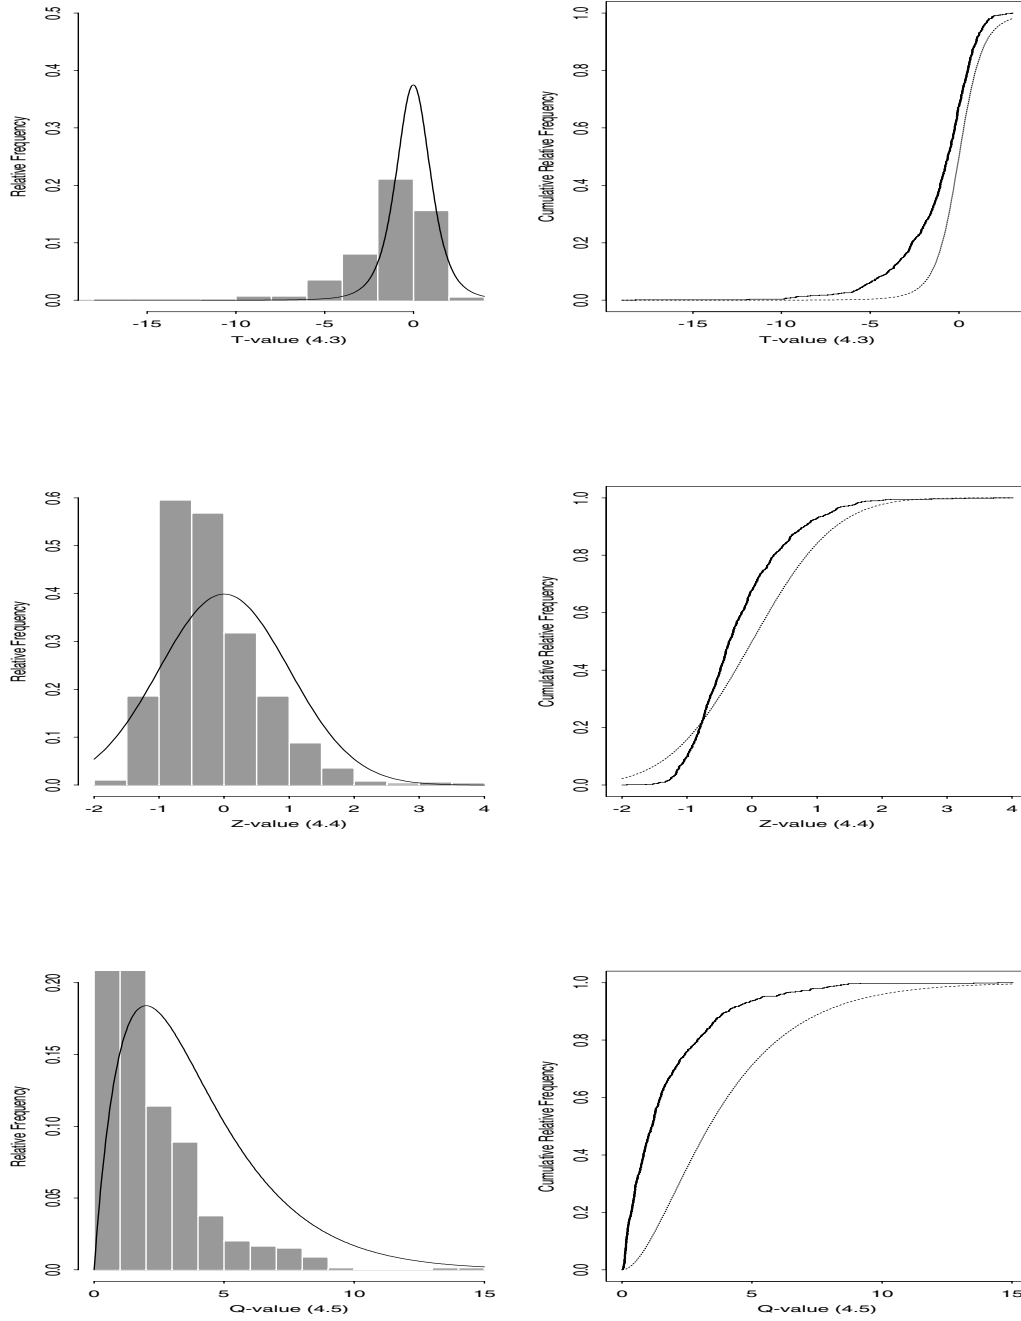 Relative Frequency
0.0 0.1 0.2 0.3 0.4 0.5
-15 -10 -5 0
T-value (4.3)
Cumulative Relative Frequency
0.0 0.2 0.4 0.6 0.8 1.0
-15 -10 -5 0
T-value (4.3)
Relative Frequency
0.0 0.1 0.2 0.3 0.4 0.5 0.6
-2 -1 0 1 2 3 4
Z-value (4.4)
Cumulative Relative Frequency
0.0 0.2 0.4 0.6 0.8 1.0
-2 -1 0 1 2 3 4
Z-value (4.4)
Relative Frequency
0.0 0.05 0.10 0.15 0.20
0 5 10 15
Q-value (4.5)
Cumulative Relative Frequency
0.0 0.2 0.4 0.6 0.8 1.0
0 5 10 15
Q-value (4.5)